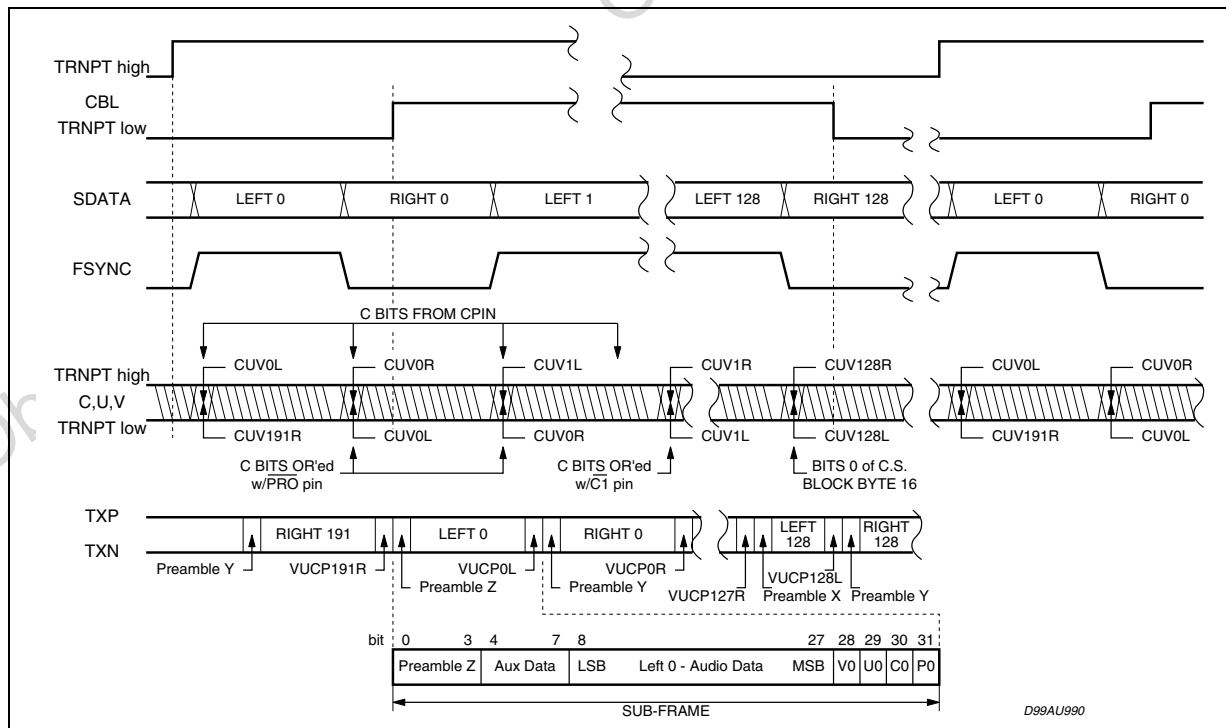 TRNPT high
CBL
TRNPT low
SDATA
LEFT 0 RIGHT 0 LEFT 1 LEFT 128 RIGHT 128 LEFT 0 RIGHT 0
FSYNC
C BITS FROM CPIN
TRNPT high
CUV0L CUV0R CUV1L CUV1R CUV128R CUV0L CUV0R
C,U,V
TRNPT low
CUV191R CUV0L CUV0R CUV1L CUV128L CUV191R CUV0L
C BITS OR'ed
w/PRO pin
C BITS OR'ed
w/C1 pin
BITS 0 of C.S.
BLOCK BYTE 16
TXP
TXN
RIGHT 191 LEFT 0 RIGHT 0 LEFT
128 RIGHT
128
Preamble Y VUCP191R Preamble Z VUCP0L Preamble Y VUCP0R VUCP127R Preamble X VUCP128L Preamble Y
bit 0 3 4 7 8 27 28 29 30 31
Preamble Z Aux Data LSB Left 0 - Audio Data MSB V0 U0 C0 P0
SUB-FRAME
D99AU990